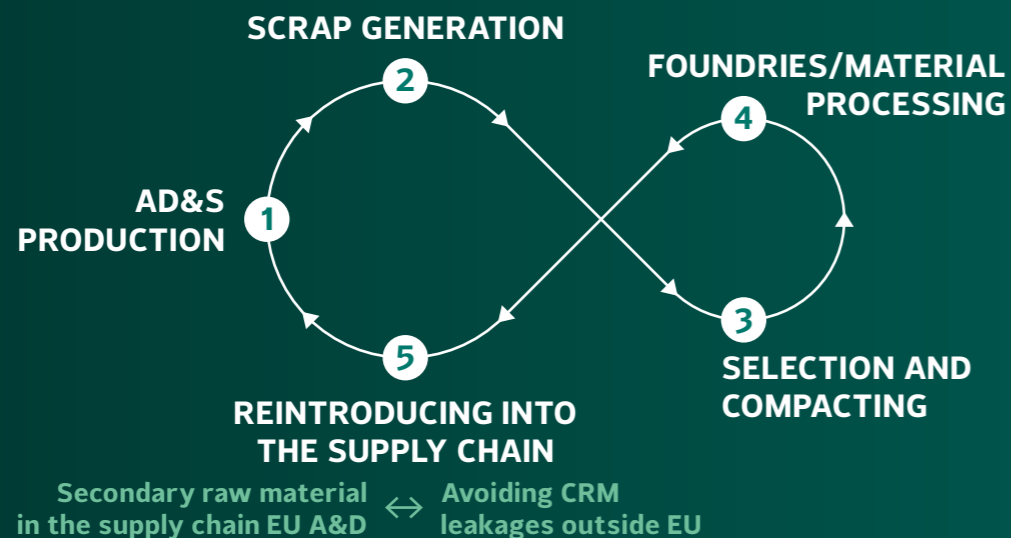 SCRAP GENERATION
2
FOUNDRIES/MATERIAL
PROCESSING
4
AD&S
PRODUCTION
1
3
SELECTION AND
COMPACTING
5
REINTRODUCING INTO
THE SUPPLY CHAIN
Secondary raw material
in the supply chain EU A&D
↔
Avoiding CRM
leakages outside EU